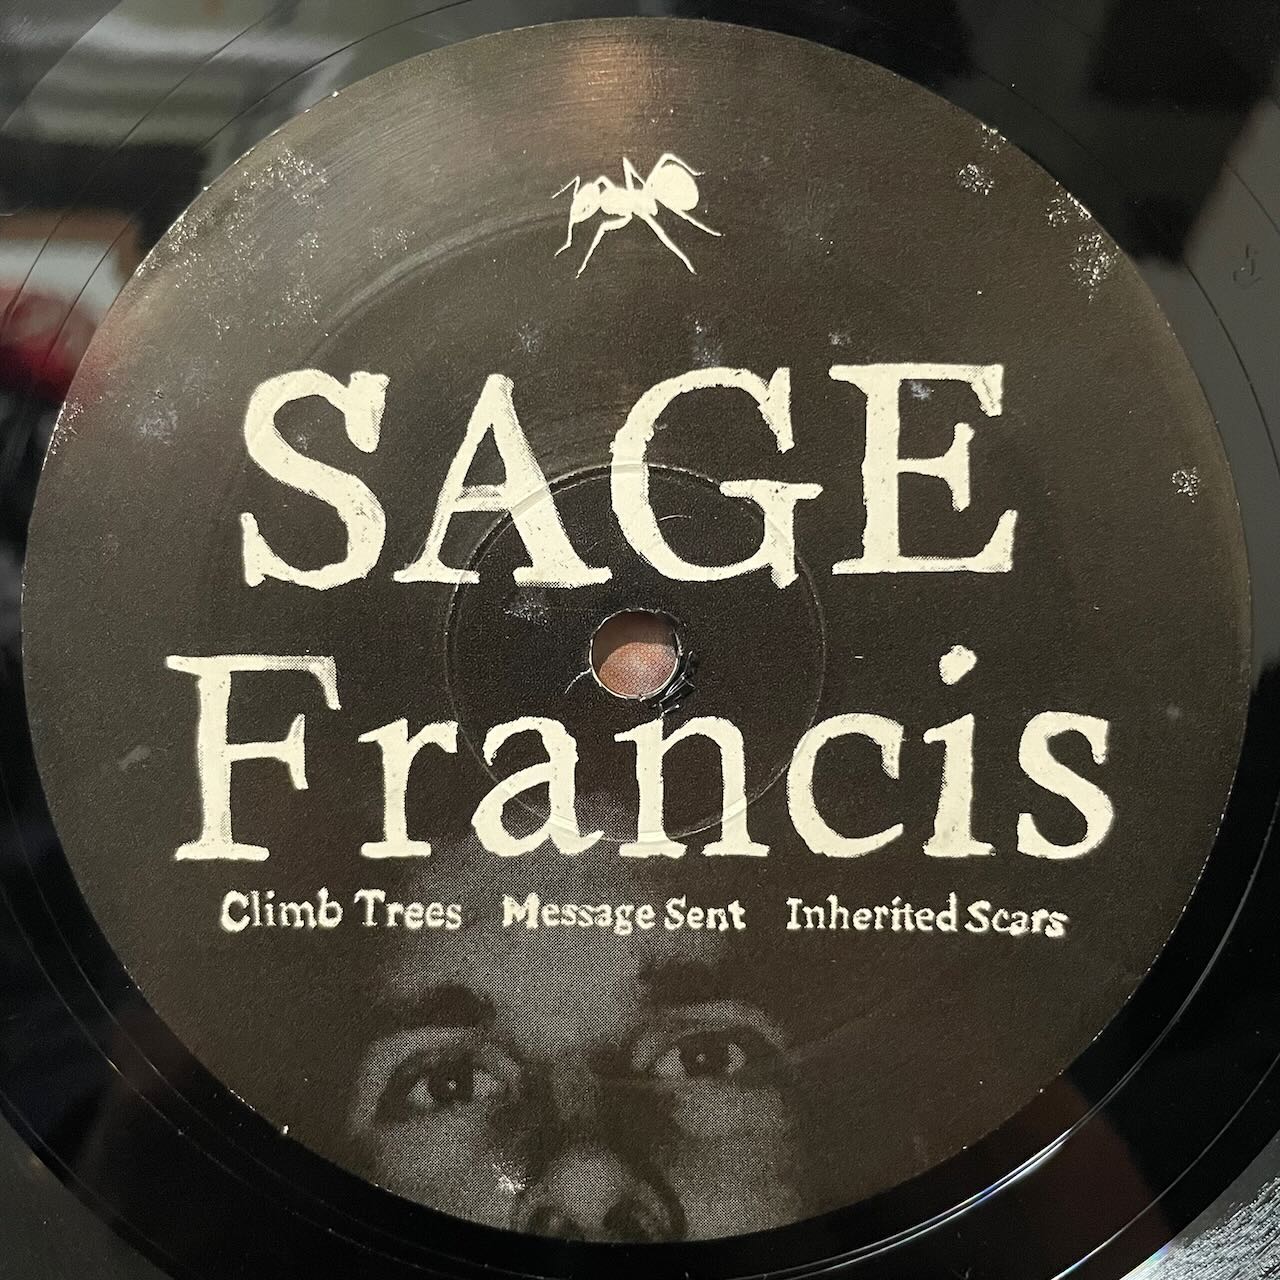 SAGE
Francis
Climb Trees Message Sent Inherited Scars